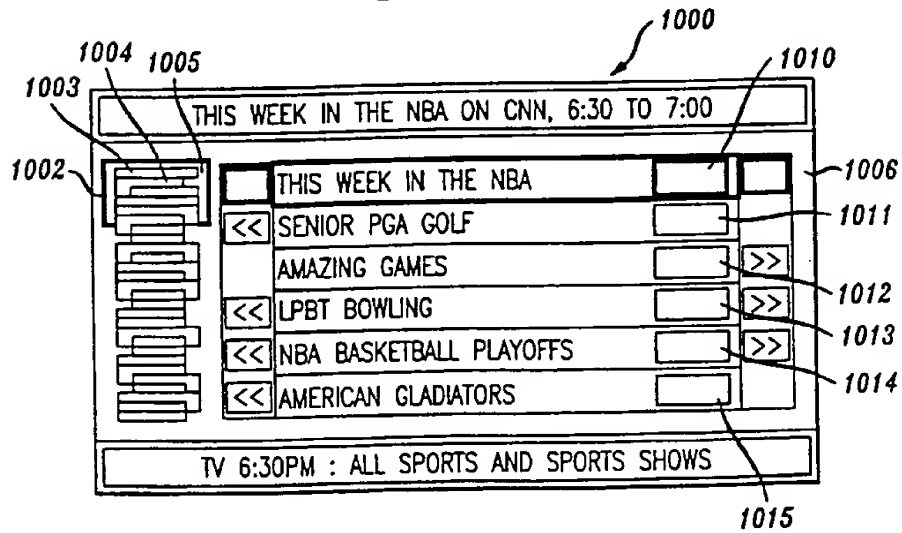 1000
1004
1005
1010
1003
THIS WEEK IN THE NBA ON CNN, 6:30 TO 7:00
1002
THIS WEEK IN THE NBA
1006
<< SENIOR PGA GOLF
1011
AMAZING GAMES >>
1012
<< LPBT BOWLING >>
1013
<< NBA BASKETBALL PLAYOFFS >>
1014
<< AMERICAN GLADIATORS
TV 6:30PM : ALL SPORTS AND SPORTS SHOWS
1015